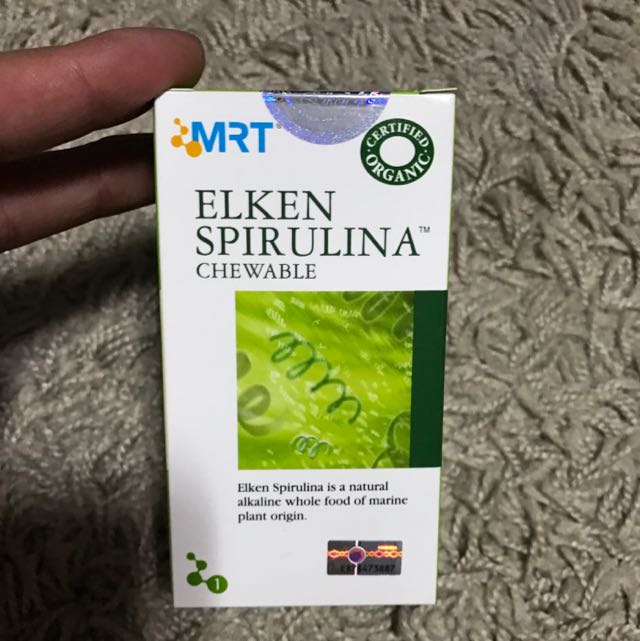 MRT
CERTIFIED
ORGANIC
ELKEN
SPIRULINA™
CHEWABLE
Elken Spirulina is a natural
alkaline whole food of marine
plant origin.
1